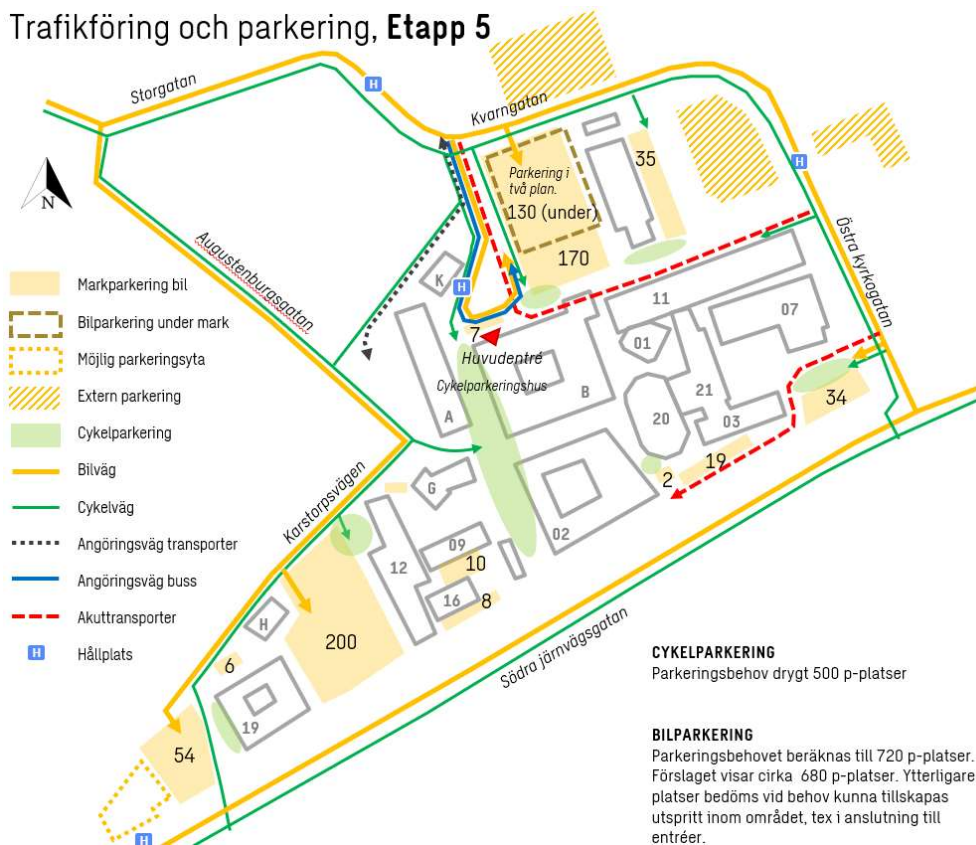 Trafikföring och parkering, Etapp 5
Storgatan
H
Kvarngatan
H
Östra kyrkogatan
Augustenburgsgatan
Karstorpsvägen
Södra järnvägsgatan
N
Parkering i
två plan.
130 (under)
170
35
K
H
7
Huvudentré
Cykelparkeringshus
A
B
11
01
07
21
20
03
34
19
2
02
G
09
10
12
16
8
H
200
6
19
54
H
Markparkering bil
Bilparkering under mark
Möjlig parkeringsyta
Extern parkering
Cykelparkering
Bilväg
Cykelväg
Angöringsväg transporter
Angöringsväg buss
Akuttransporter
H Hållplats
CYKELPARKERING
Parkeringsbehov drygt 500 p-platser
BILPARKERING
Parkeringsbehovet beräknas till 720 p-platser.
Förslaget visar cirka 680 p-platser. Ytterligare
platser bedöms vid behov kunna tillskapas
utspritt inom området, tex i anslutning till
entréer.